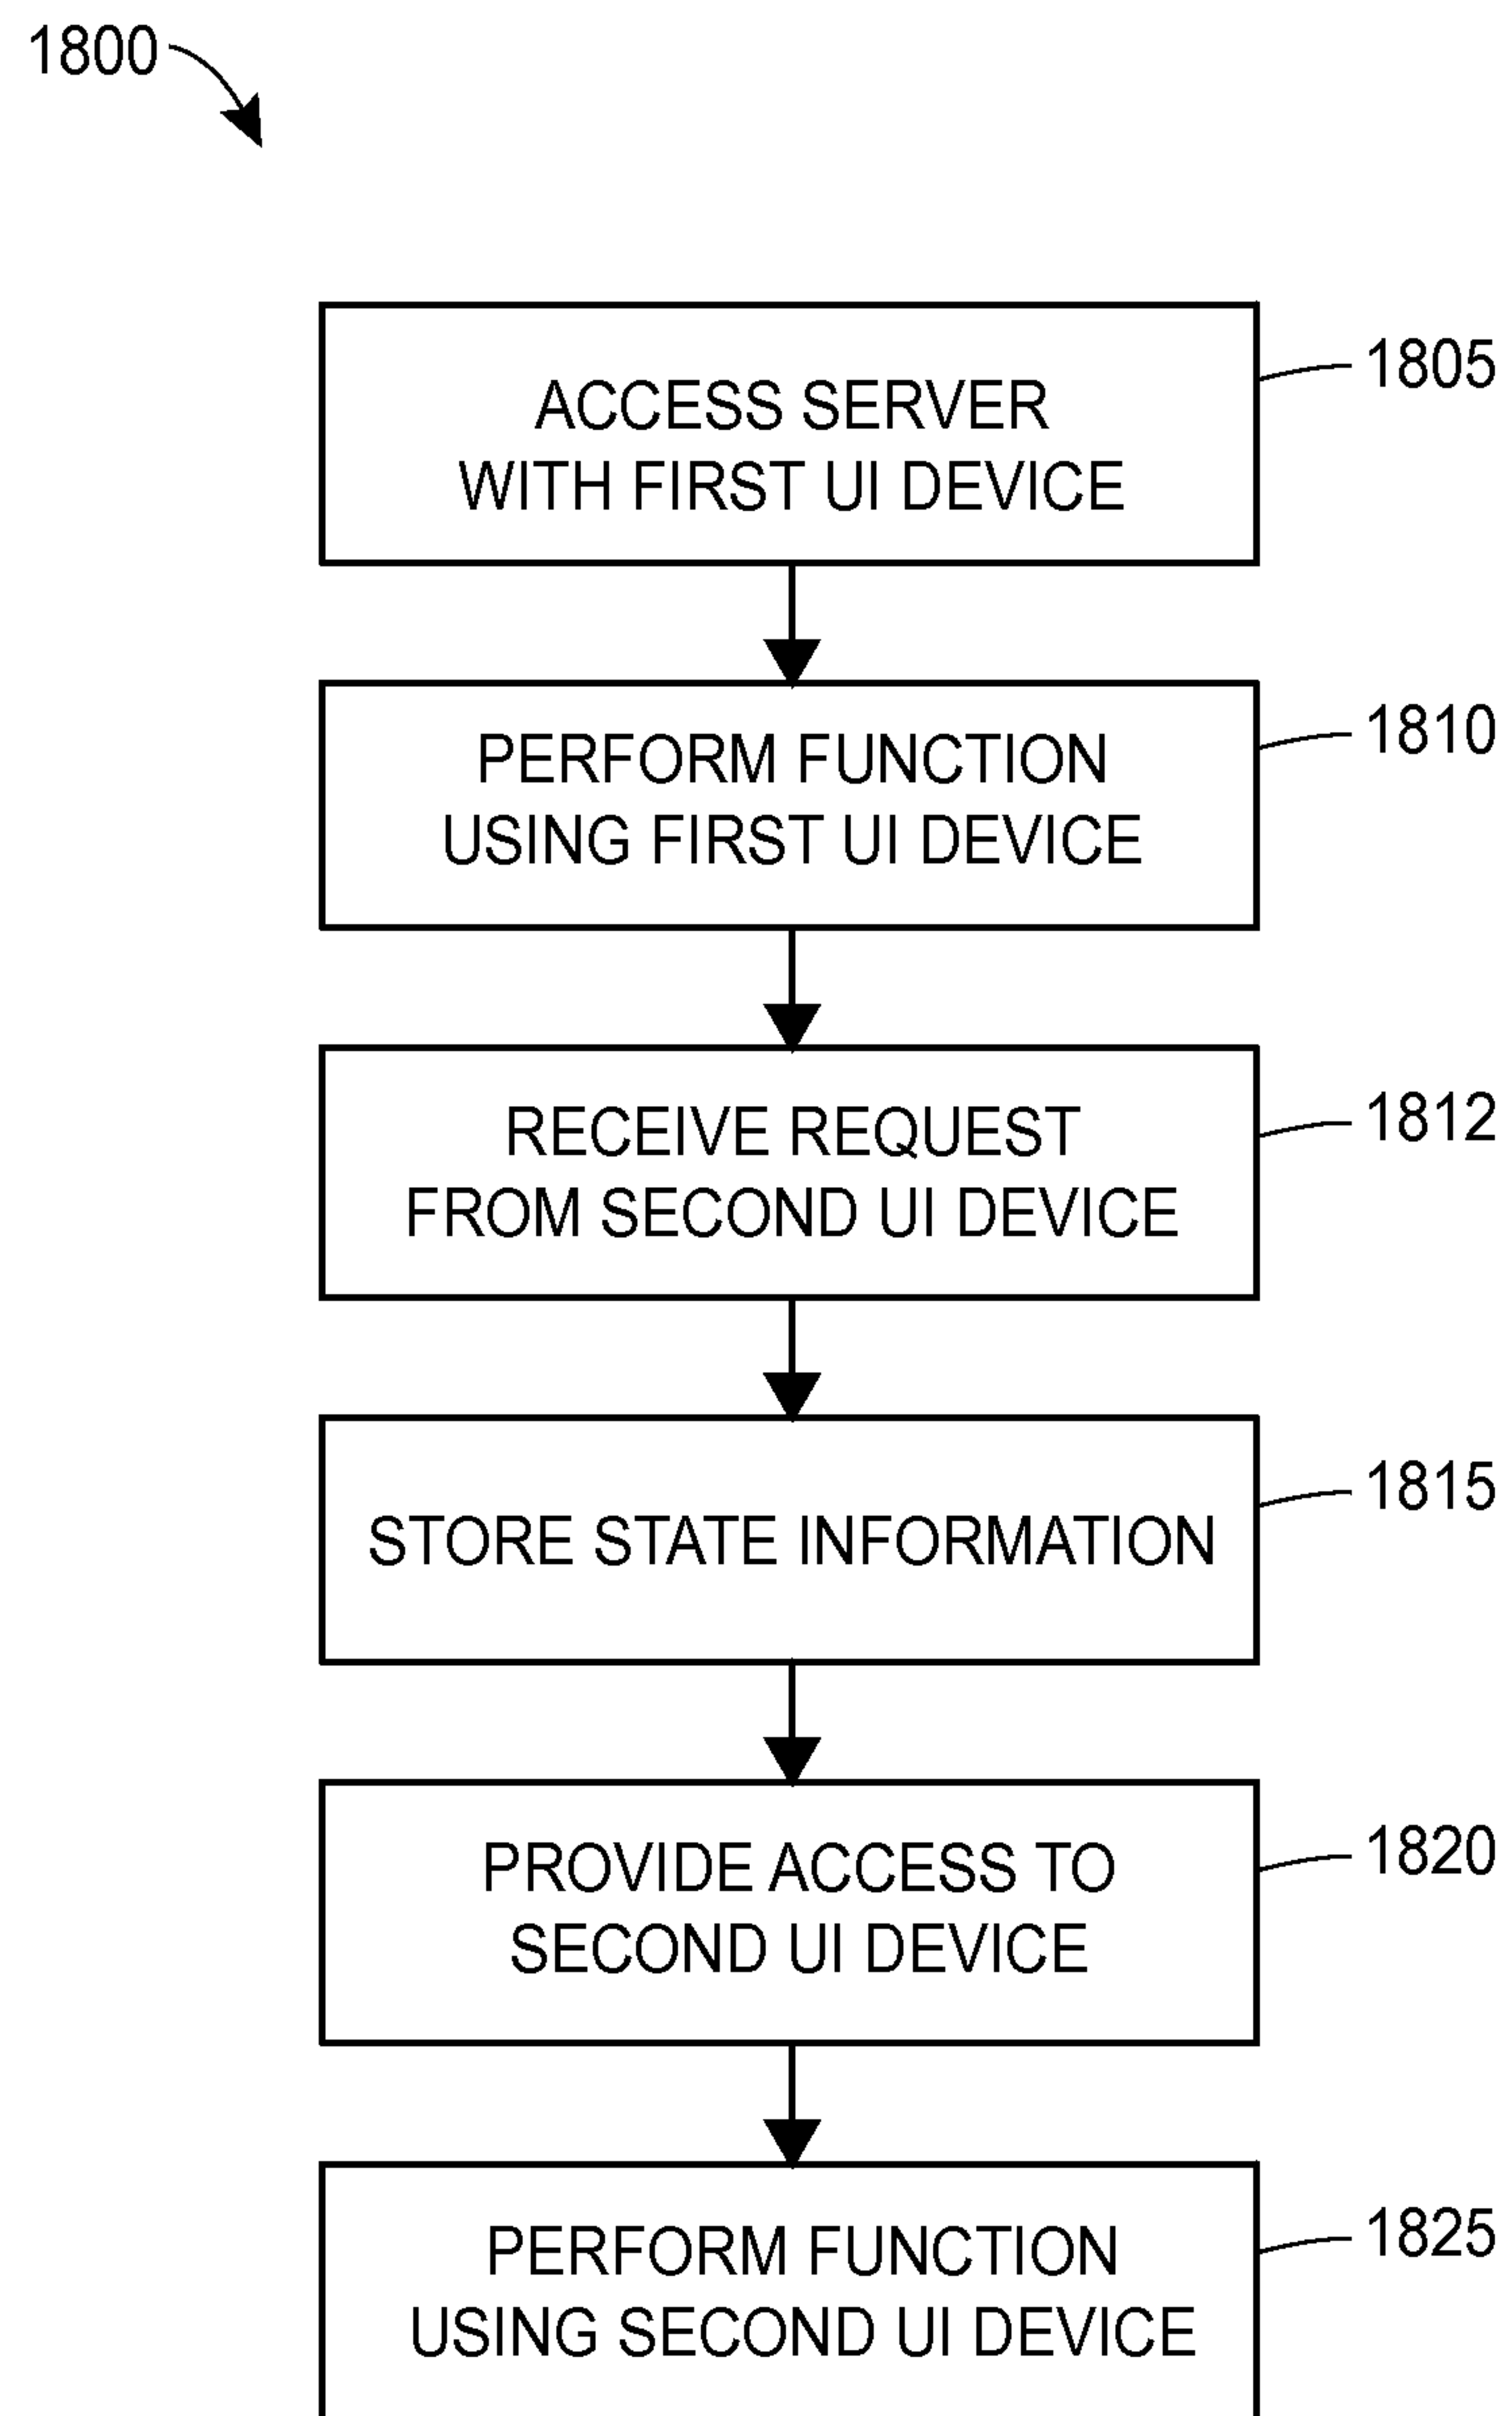 1800
ACCESS SERVER
WITH FIRST UI DEVICE
1805
PERFORM FUNCTION
USING FIRST UI DEVICE
1810
RECEIVE REQUEST
FROM SECOND UI DEVICE
1812
STORE STATE INFORMATION
1815
PROVIDE ACCESS TO
SECOND UI DEVICE
1820
PERFORM FUNCTION
USING SECOND UI DEVICE
1825